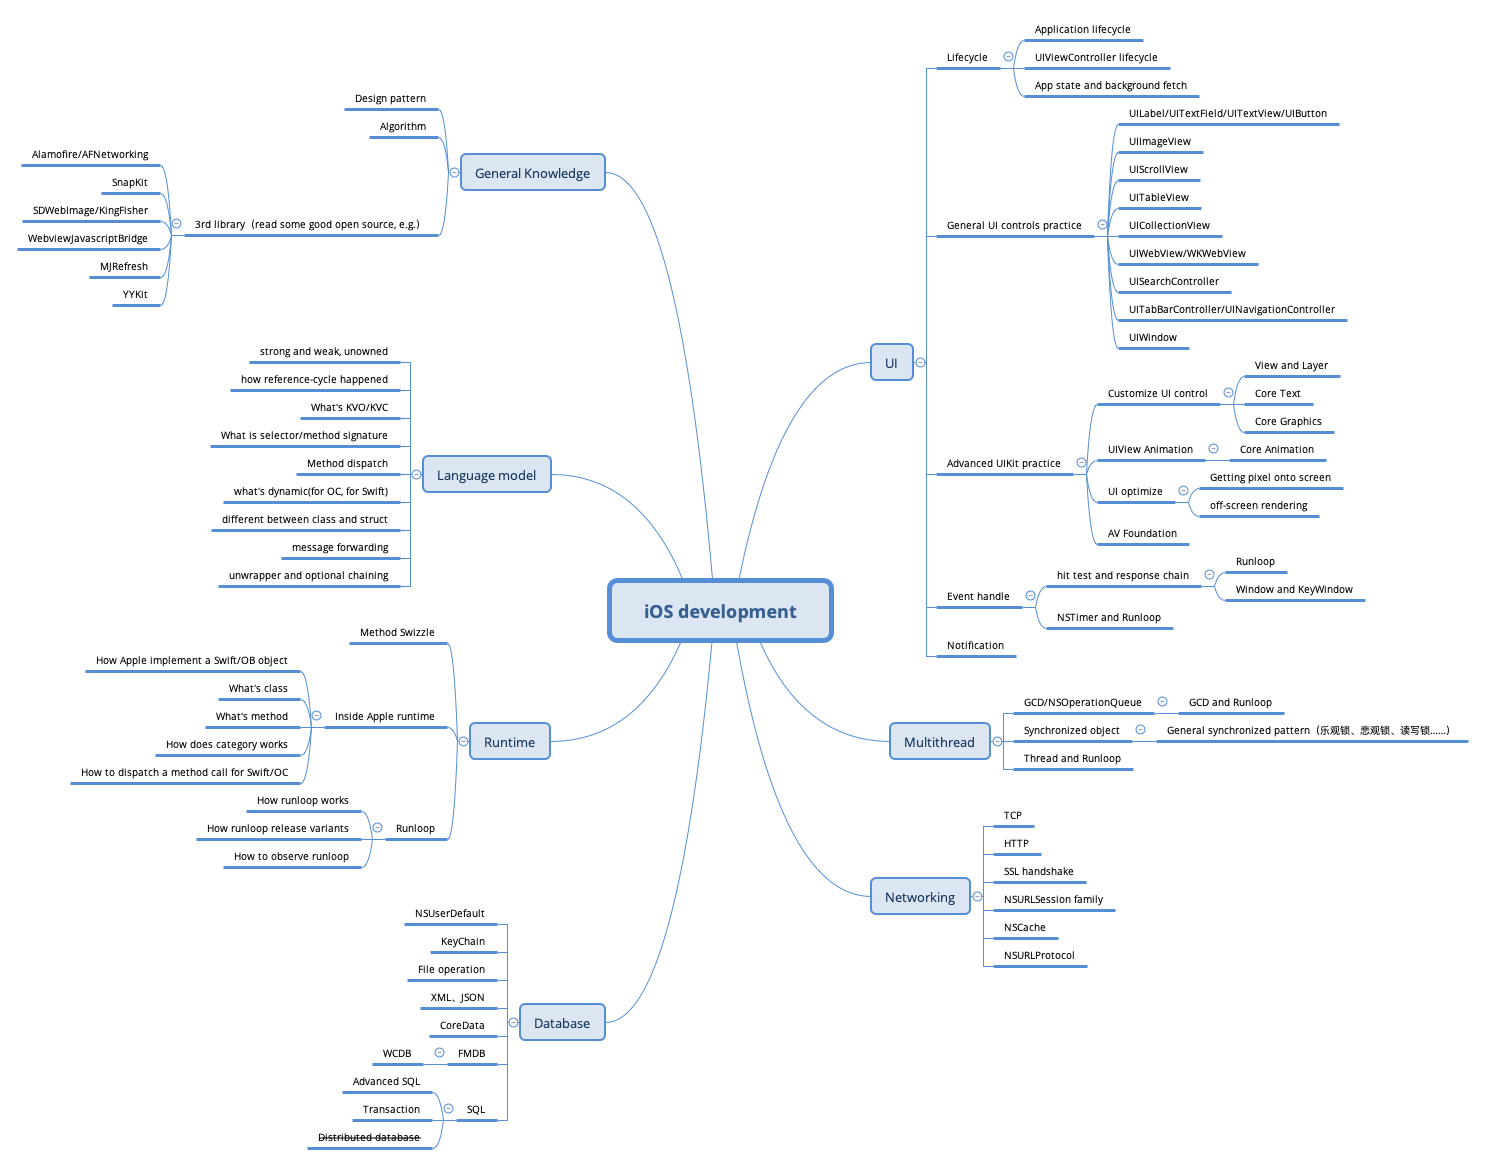 iOS development
General Knowledge
Design pattern
Algorithm
3rd library（read some good open source, e.g.）
Alamofire/AFNetworking
SnapKit
SDWebImage/KingFisher
WebviewJavascriptBridge
MJRefresh
YYKit
Language model
strong and weak, unowned
how reference-cycle happened
What's KVO/KVC
What is selector/method signature
Method dispatch
what's dynamic(for OC, for Swift)
different between class and struct
message forwarding
unwrapper and optional chaining
Runtime
Method Swizzle
Inside Apple runtime
How Apple implement a Swift/OB object
What's class
What's method
How does category works
How to dispatch a method call for Swift/OC
Runloop
How runloop works
How runloop release variants
How to observe runloop
Database
NSUserDefault
KeyChain
File operation
XML、JSON
CoreData
FMDB
WCDB
SQL
Advanced SQL
Transaction
Distributed database
UI
Lifecycle
Application lifecycle
UIViewController lifecycle
App state and background fetch
General UI controls practice
UILabel/UITextField/UITextView/UIButton
UIImageView
UIScrollView
UITableView
UICollectionView
UIWebView/WKWebView
UISearchController
UITabBarController/UINavigationController
UIWindow
Advanced UIKit practice
Customize UI control
View and Layer
Core Text
Core Graphics
UIView Animation
Core Animation
UI optimize
Getting pixel onto screen
off-screen rendering
AV Foundation
Event handle
hit test and response chain
Runloop
Window and KeyWindow
NSTimer and Runloop
Notification
Multithread
GCD/NSOperationQueue
GCD and Runloop
Synchronized object
General synchronized pattern（乐观锁、悲观锁、读写锁……）
Thread and Runloop
Networking
TCP
HTTP
SSL handshake
NSURLSession family
NSCache
NSURLProtocol